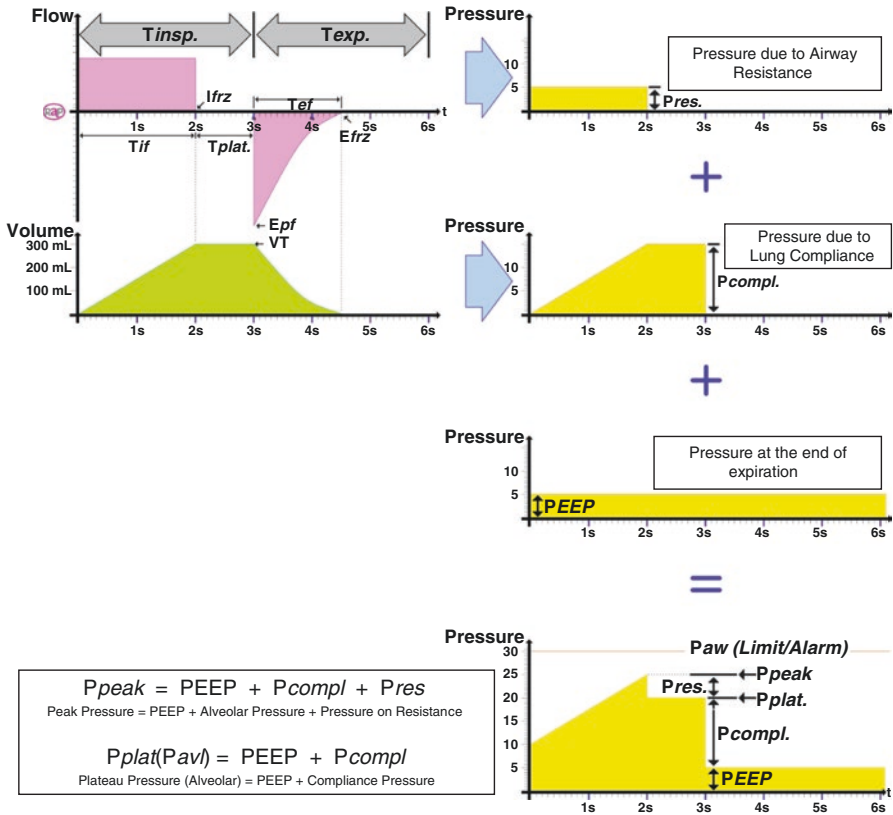 Flow
Tinsp.
Texp.
Ifrz
Tef
t
1s 2s 3s 4s 5s 6s
Efrz
Tif
Tplat.
Epf
VT
Volume
300 mL
200 mL
100 mL
1s 2s 3s 4s 5s 6s
Pressure
Pressure due to Airway
Resistance
10
5
Pres.
1s 2s 3s 4s 5s 6s
t
+
Pressure
Pressure due to
Lung Compliance
10
5
Pcompl.
1s 2s 3s 4s 5s 6s
+
Pressure
Pressure at the end of
expiration
10
5
PEEP
1s 2s 3s 4s 5s 6s
=
Pressure
Paw (Limit/Alarm)
30
25
20
15
10
5
Ppeak
Pres.
Pplat.
Pcompl.
PEEP
t
1s 2s 3s 4s 5s 6s
Ppeak = PEEP + Pcompl + Pres
Peak Pressure = PEEP + Alveolar Pressure + Pressure on Resistance
Pplat(Pavl) = PEEP + Pcompl
Plateau Pressure (Alveolar) = PEEP + Compliance Pressure